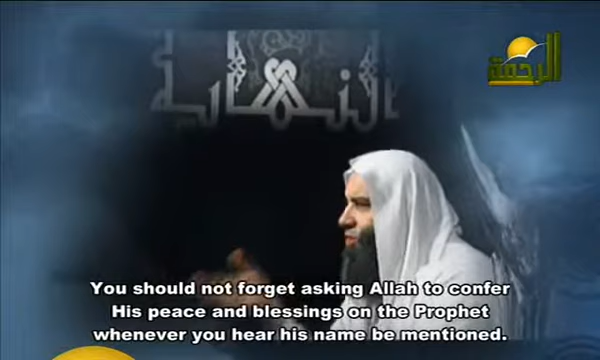 الرحمة
You should not forget asking Allah to confer
His peace and blessings on the Prophet
whenever you hear his name be mentioned.